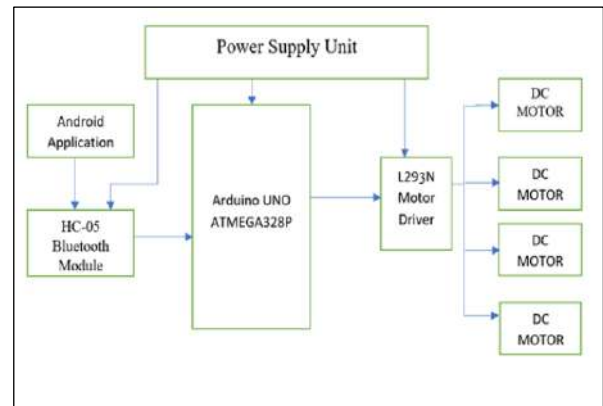 Power Supply Unit
Android
Application
HC-05
Bluetooth
Module
Arduino UNO
ATMEGA328P
L293N
Motor
Driver
DC
MOTOR
DC
MOTOR
DC
MOTOR
DC
MOTOR